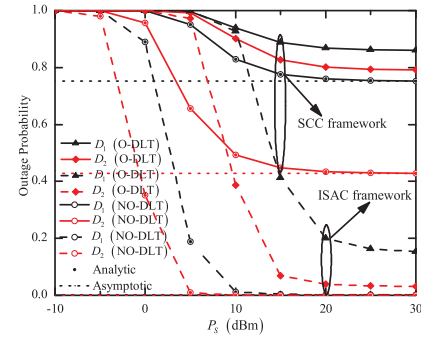 1.0
0.8
0.6
0.4
0.2
0.0
Outage Probability
SCC framework
ISAC framework
D1 (O-DLT)
D2 (O-DLT)
D1 (O-DLT)
D2 (O-DLT)
D1 (NO-DLT)
D2 (NO-DLT)
D1 (NO-DLT)
D2 (NO-DLT)
Analytic
Asymptotic
-10 -5 0 5 10 15 20 25 30
PS (dBm)